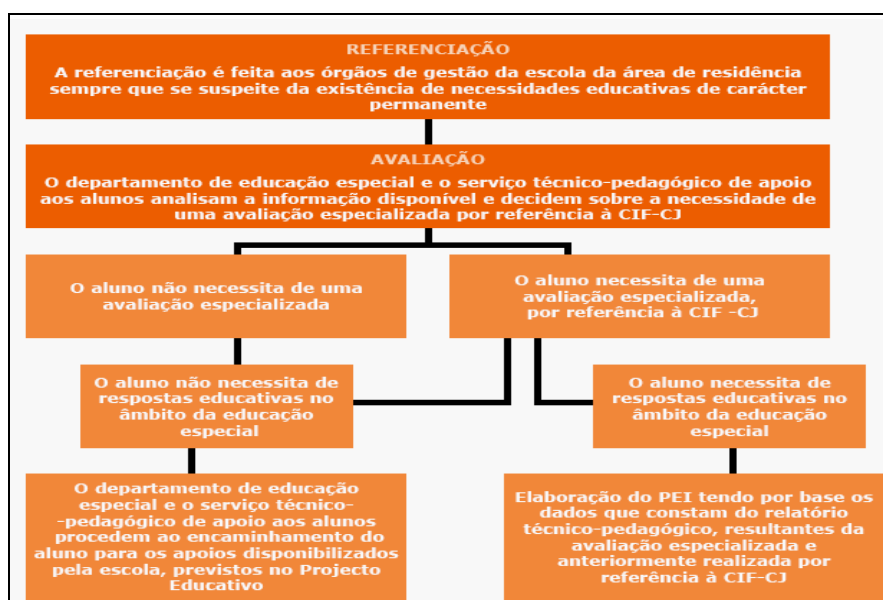 REFERENCIAÇÃO
A referenciação é feita aos órgãos de gestão da escola da área de residência
sempre que se suspeite da existência de necessidades educativas de carácter
permanente
AVALIAÇÃO
O departamento de educação especial e o serviço técnico-pedagógico de apoio
aos alunos analisam a informação disponível e decidem sobre a necessidade de
uma avaliação especializada por referência à CIF-CJ
O aluno não necessita de uma
avaliação especializada
O aluno necessita de uma
avaliação especializada,
por referência à CIF -CJ
O aluno não necessita de
respostas educativas no
âmbito da educação
especial
O aluno necessita de
respostas educativas no
âmbito da educação
especial
O departamento de educação
especial e o serviço técnico-
-pedagógico de apoio aos alunos
procedem ao encaminhamento do
aluno para os apoios disponibilizados
pela escola, previstos no Projecto
Educativo
Elaboração do PEI tendo por base os
dados que constam do relatório
técnico-pedagógico, resultantes da
avaliação especializada e
anteriormente realizada por
referência à CIF-CJ